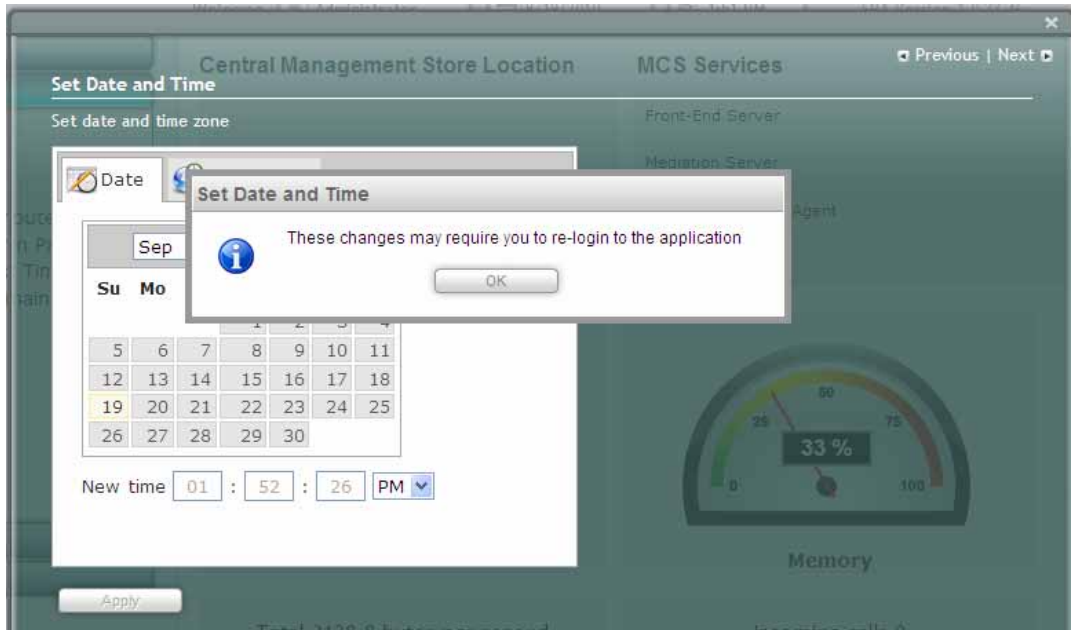 Central Management Store Location
MCS Services
Previous | Next
Set Date and Time
Set date and time zone
Front-End Server
Mediation Server
Agent
Date
Set Date and Time
These changes may require you to re-login to the application
OK
Sep
Su Mo
1 2 3 4
5 6 7 8 9 10 11
12 13 14 15 16 17 18
19 20 21 22 23 24 25
26 27 28 29 30
New time 01 : 52 : 26 PM
0 25 50 75 100
33 %
Memory
Apply